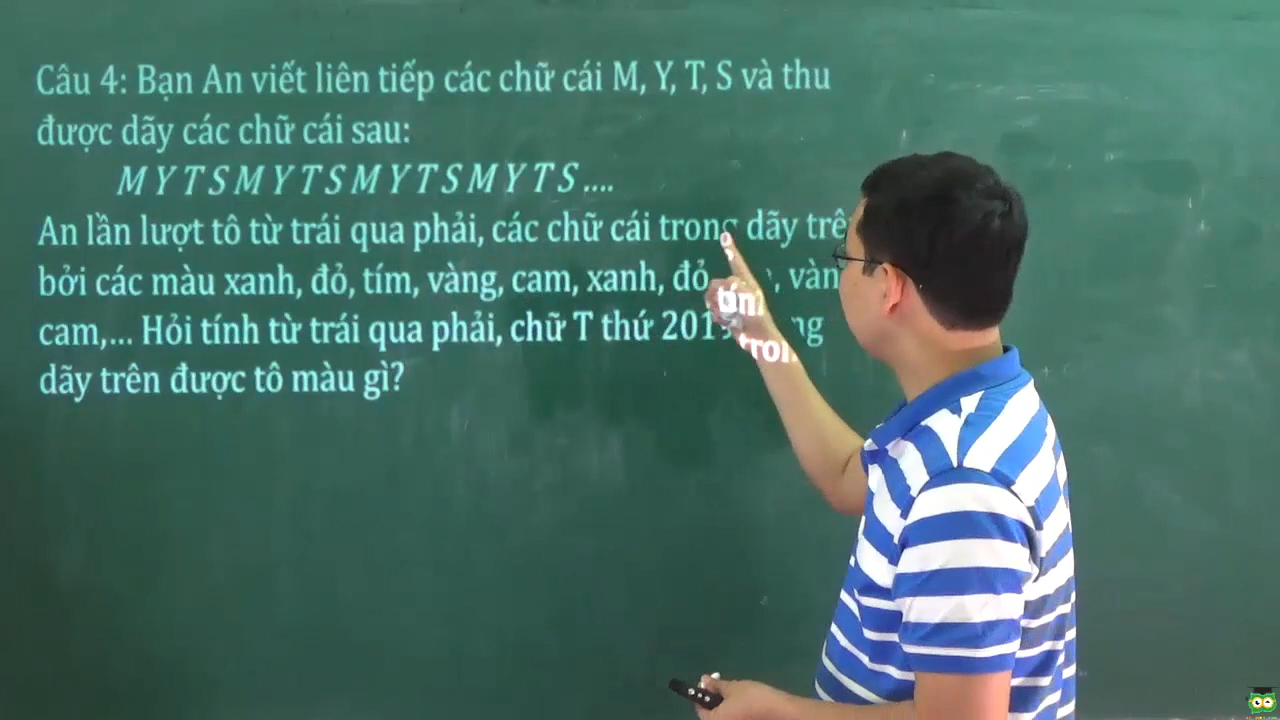 Câu 4: Bạn An viết liên tiếp các chữ cái M, Y, T, S và thu
được dãy các chữ cái sau:
M Y T S M Y T S M Y T S M Y T S ....
An lần lượt tô từ trái qua phải, các chữ cái trong dãy
bởi các màu xanh, đỏ, tím, vàng, cam, xanh, đỏ, tím,
cam,... Hỏi tính từ trái qua phải, chữ T thứ
dãy trên được tô màu gì?